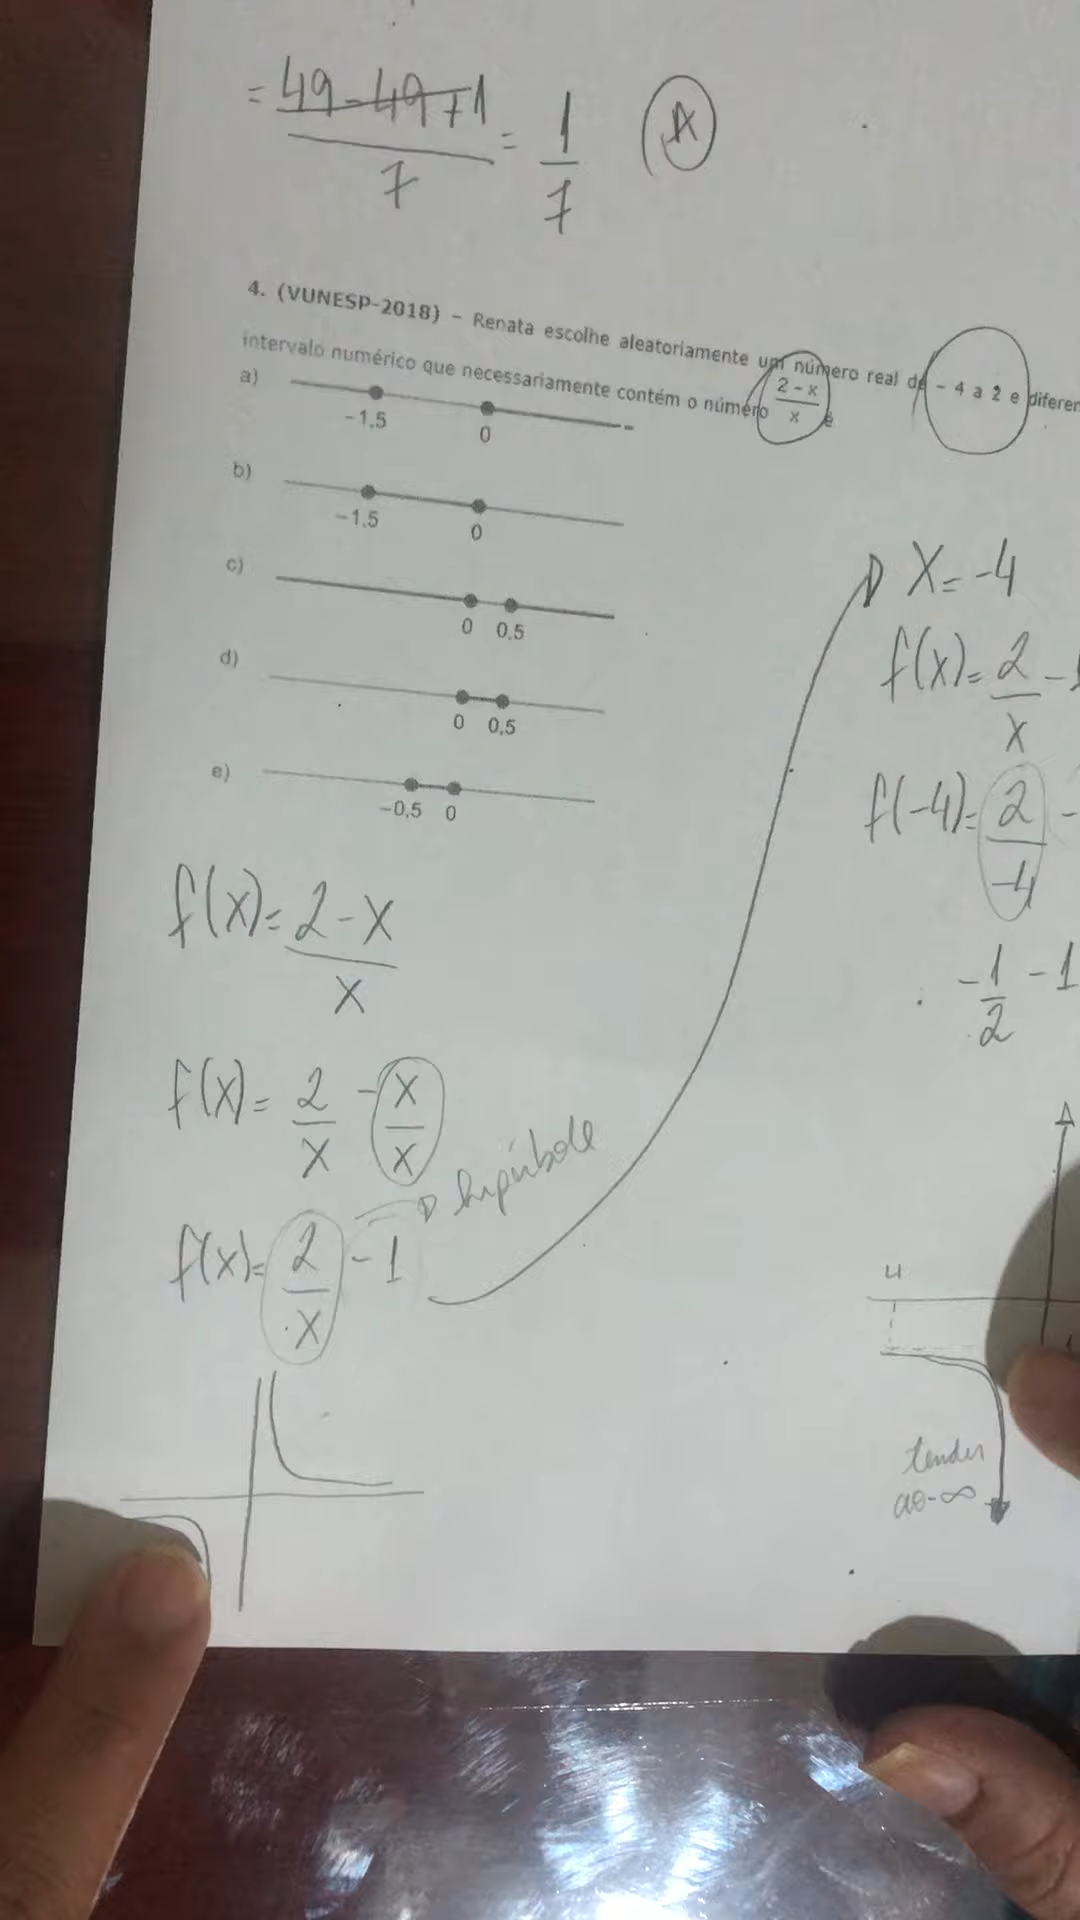 = 49-49+1 / 7 = 1/7 A
4. (VUNESP-2018) – Renata escolhe aleatoriamente um número real de – 4 a 2 e diferen
intervalo numérico que necessariamente contém o número 2 – x / x é
a) –1,5 0
b) –1,5 0
c) 0 0,5
d) 0 0,5
e) –0,5 0
f(x)= 2-x / x
f(x)= 2/x - x/x
hipérbole
f(x)= 2/x - 1
X=-4
f(x)= 2/x -
f(-4)= 2/-4 -
-1/2 -1
tender
ao -∞